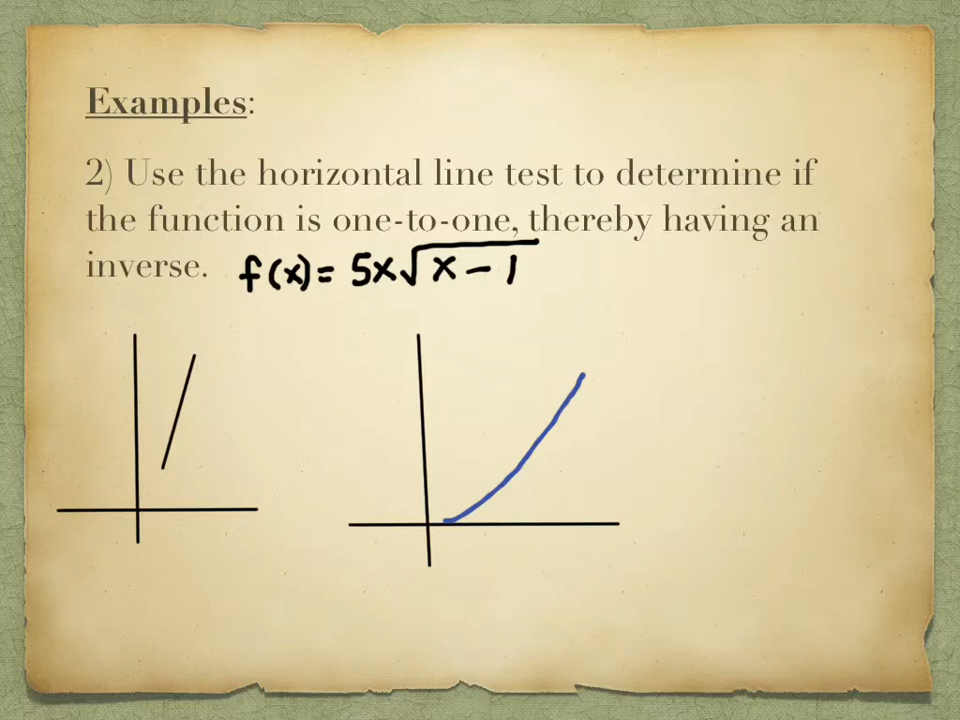 Examples:
2) Use the horizontal line test to determine if
the function is one-to-one, thereby having an
inverse. f(x) = 5x√(x − 1)